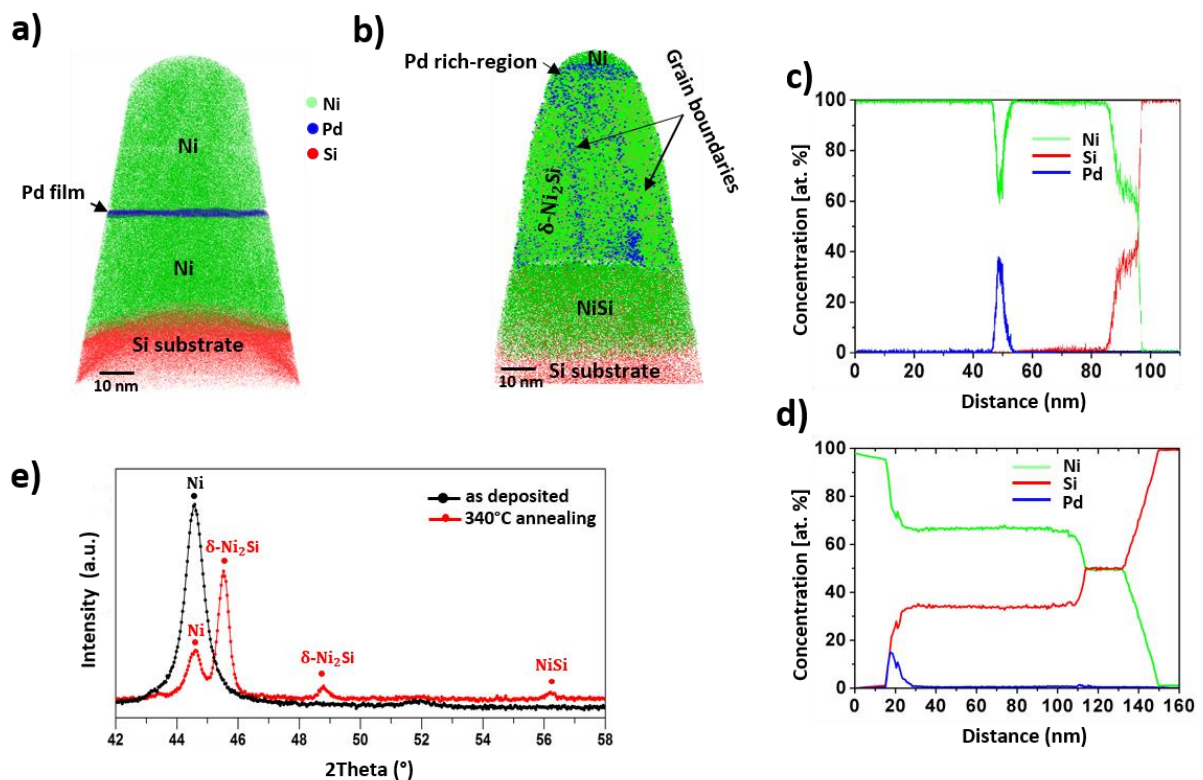 a)
Ni
Pd
Si
Ni
Pd film
Ni
Si substrate
10 nm
b)
Pd rich-region
Ni
Grain boundaries
δ-Ni₂Si
NiSi
10 nm
Si substrate
c)
Concentration [at. %]
100
80
60
40
20
0
Ni
Si
Pd
0 20 40 60 80 100
Distance (nm)
d)
Concentration [at. %]
100
80
60
40
20
0
Ni
Si
Pd
0 20 40 60 80 100 120 140 160
Distance (nm)
e)
Intensity (a.u.)
Ni
as deposited
340°C annealing
δ-Ni₂Si
Ni
δ-Ni₂Si
NiSi
42 44 46 48 50 52 54 56 58
2Theta (°)